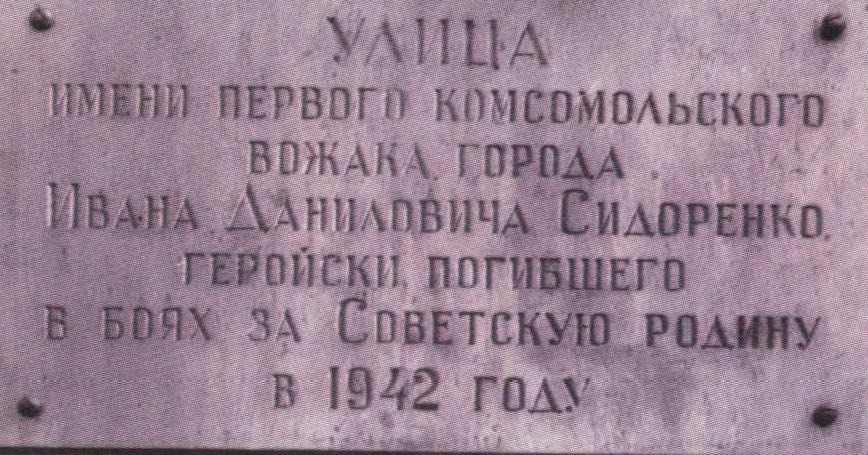 УЛИЦА
ИМЕНИ ПЕРВОГО КОМСОМОЛЬСКОГО
ВОЖАКА ГОРОДА
ИВАНА ДАНИЛОВИЧА СИДОРЕНКО,
ГЕРОЙСКИ ПОГИБШЕГО
В БОЯХ ЗА СОВЕТСКУЮ РОДИНУ
В 1942 ГОДУ